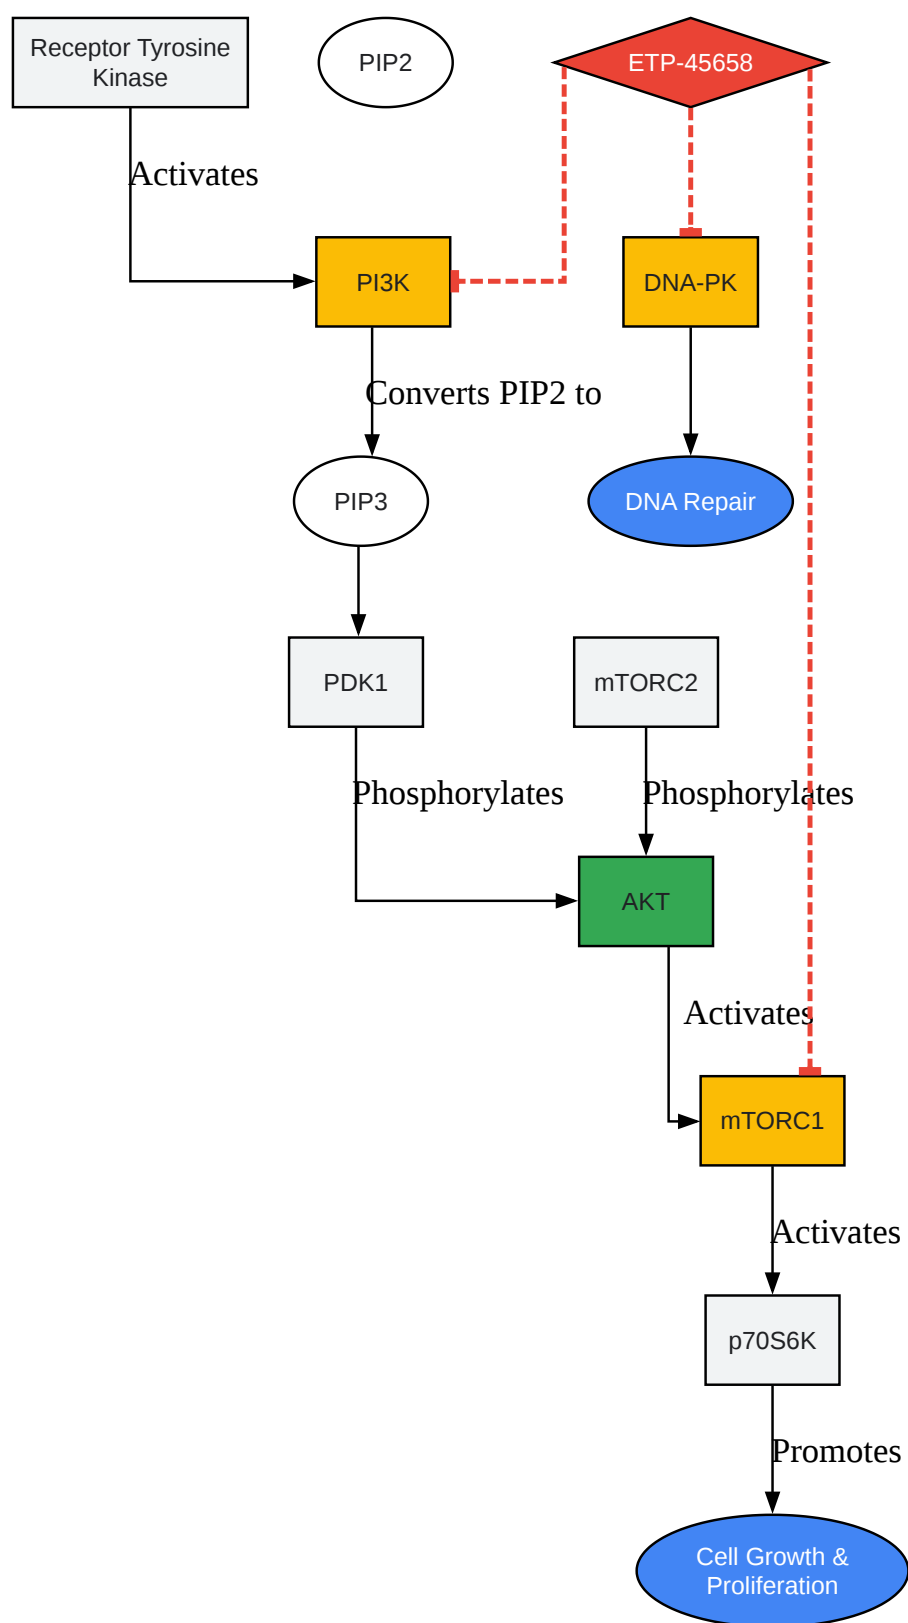 Receptor Tyrosine
Kinase
PIP2
ETP-45658
Activates
PI3K
DNA-PK
Converts PIP2 to
PIP3
DNA Repair
PDK1
mTORC2
Phosphorylates
Phosphorylates
AKT
Activates
mTORC1
Activates
p70S6K
Promotes
Cell Growth &
Proliferation